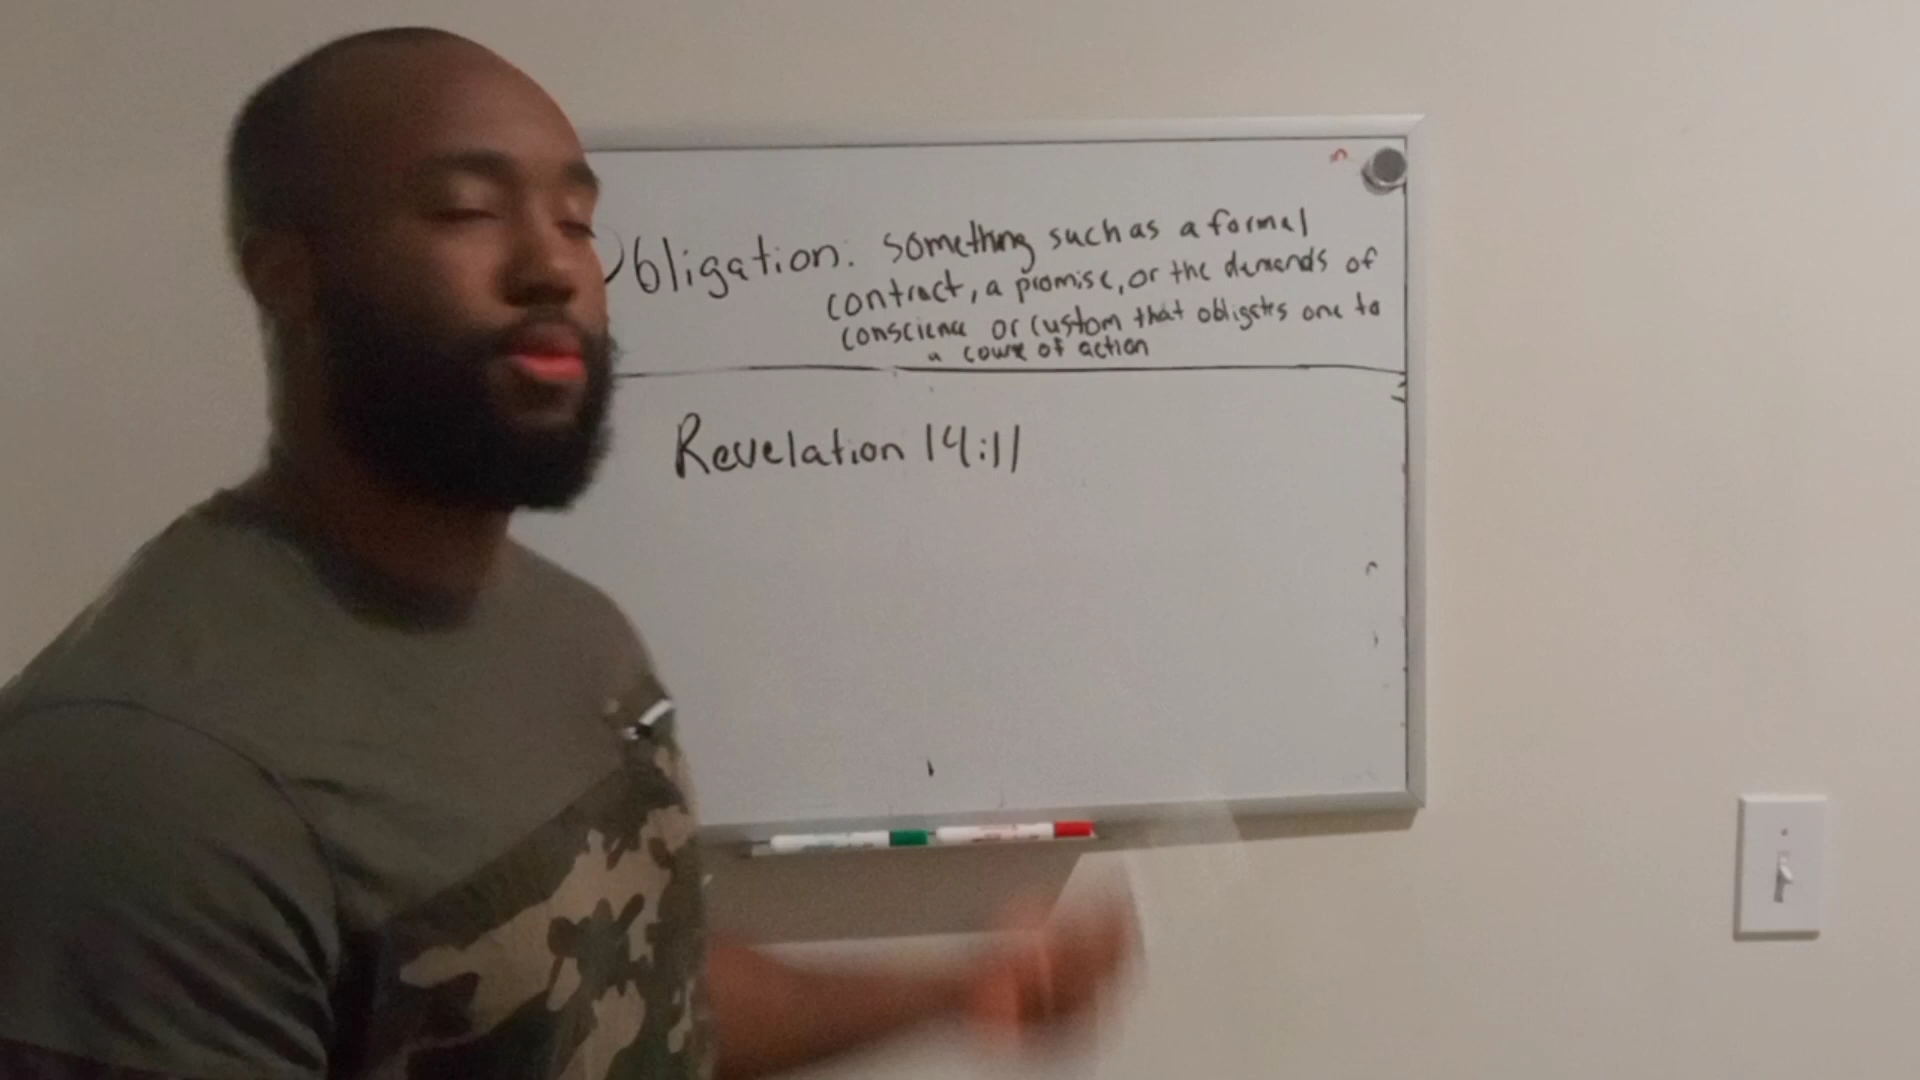 Obligation: something such as a formal
contract, a promise, or the demands of
conscience or custom that obligates one to
a course of action
Revelation 14:11